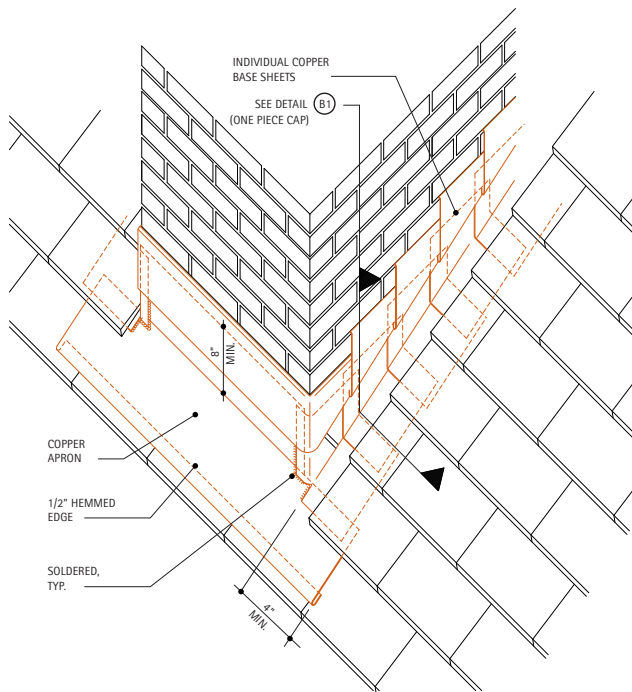 INDIVIDUAL COPPER
BASE SHEETS
SEE DETAIL B1
(ONE PIECE CAP)
8"
MIN.
COPPER
APRON
1/2" HEMMED
EDGE
SOLDERED,
TYP.
4"
MIN.